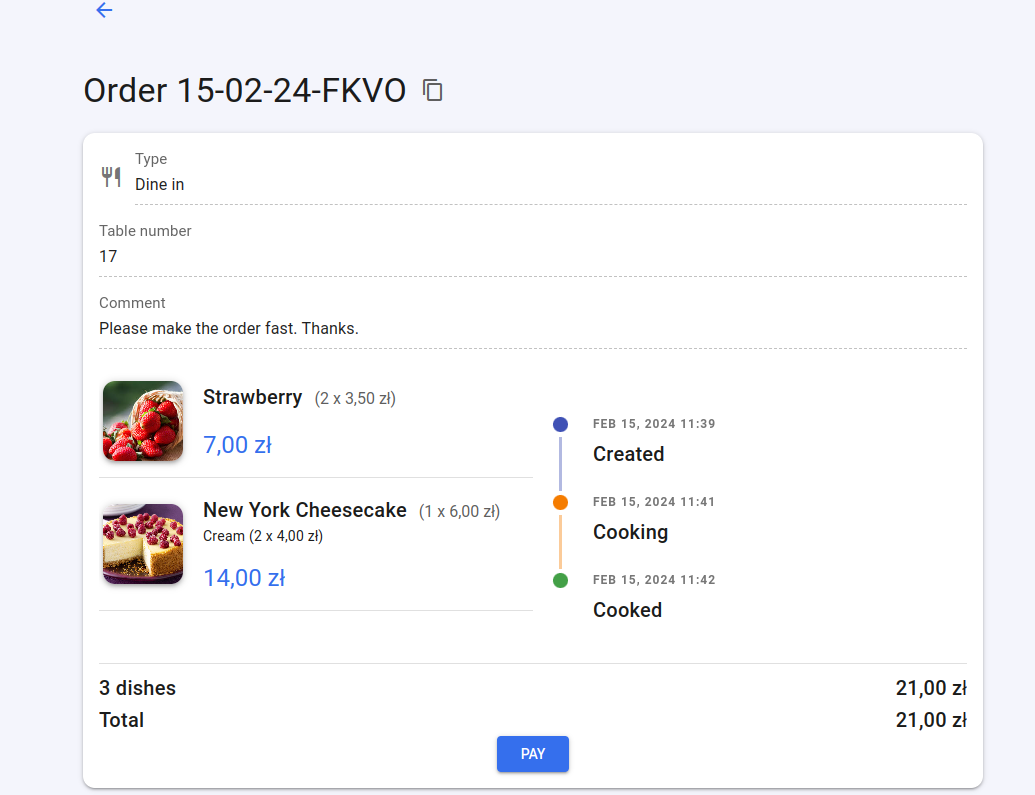 Order 15-02-24-FKVO
Type
Dine in
Table number
17
Comment
Please make the order fast. Thanks.
Strawberry (2 x 3,50 zł)
7,00 zł
New York Cheesecake (1 x 6,00 zł)
Cream (2 x 4,00 zł)
14,00 zł
FEB 15, 2024 11:39
Created
FEB 15, 2024 11:41
Cooking
FEB 15, 2024 11:42
Cooked
3 dishes 21,00 zł
Total 21,00 zł
PAY